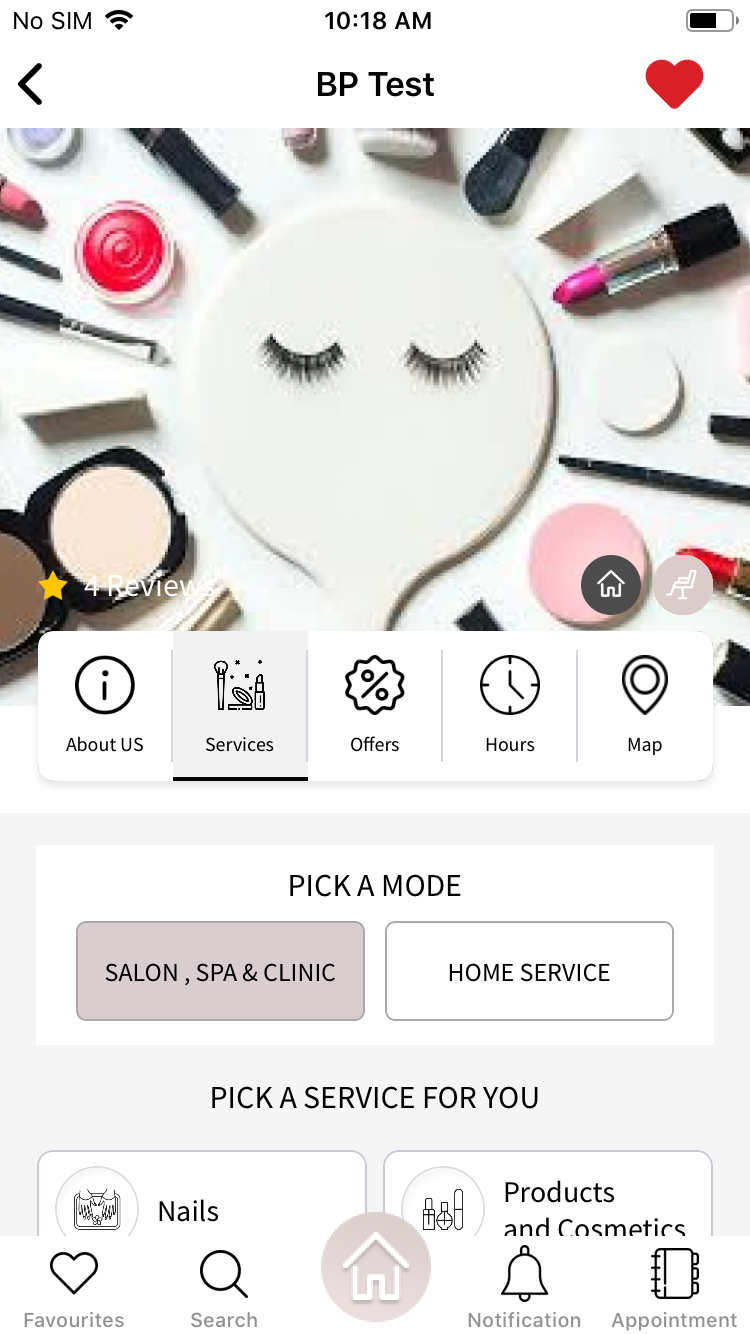 No SIM 10:18 AM
BP Test
4 Reviews
About US Services Offers Hours Map
PICK A MODE
SALON , SPA & CLINIC HOME SERVICE
PICK A SERVICE FOR YOU
Nails
Products
and Cosmetics
Favourites Search Notification Appointment